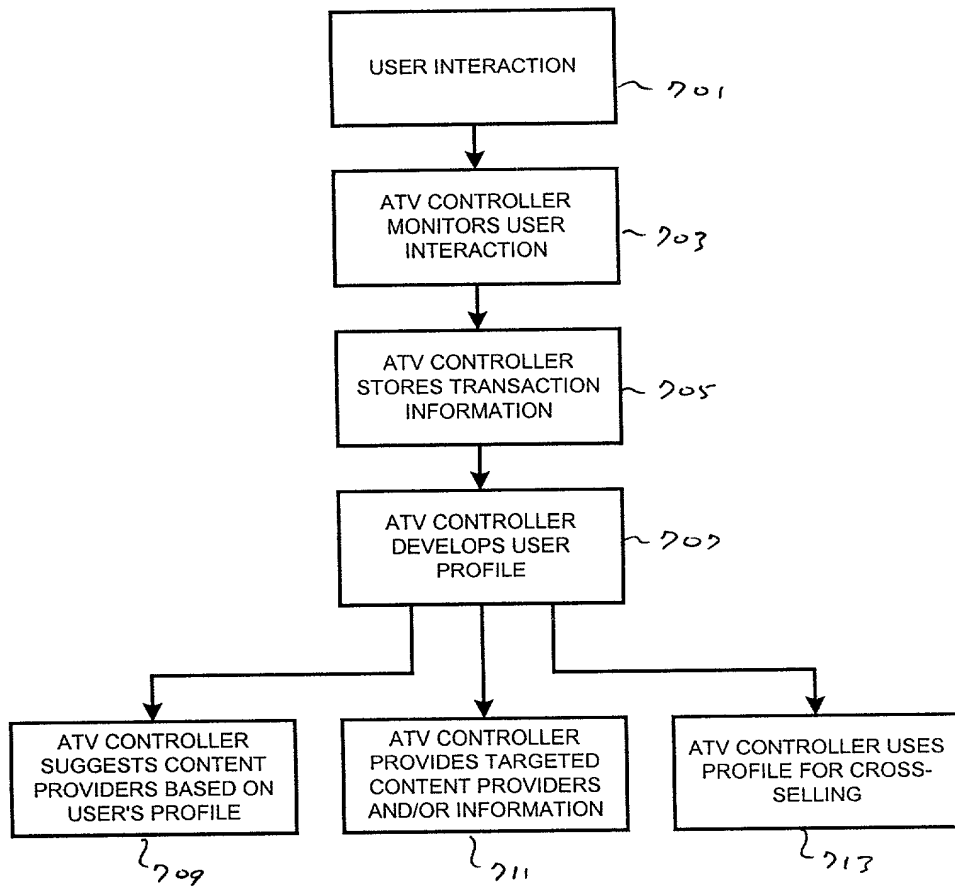 USER INTERACTION
701
ATV CONTROLLER
MONITORS USER
INTERACTION
703
ATV CONTROLLER
STORES TRANSACTION
INFORMATION
705
ATV CONTROLLER
DEVELOPS USER
PROFILE
707
ATV CONTROLLER
SUGGESTS CONTENT
PROVIDERS BASED ON
USER'S PROFILE
709
ATV CONTROLLER
PROVIDES TARGETED
CONTENT PROVIDERS
AND/OR INFORMATION
711
ATV CONTROLLER USES
PROFILE FOR CROSS-
SELLING
713